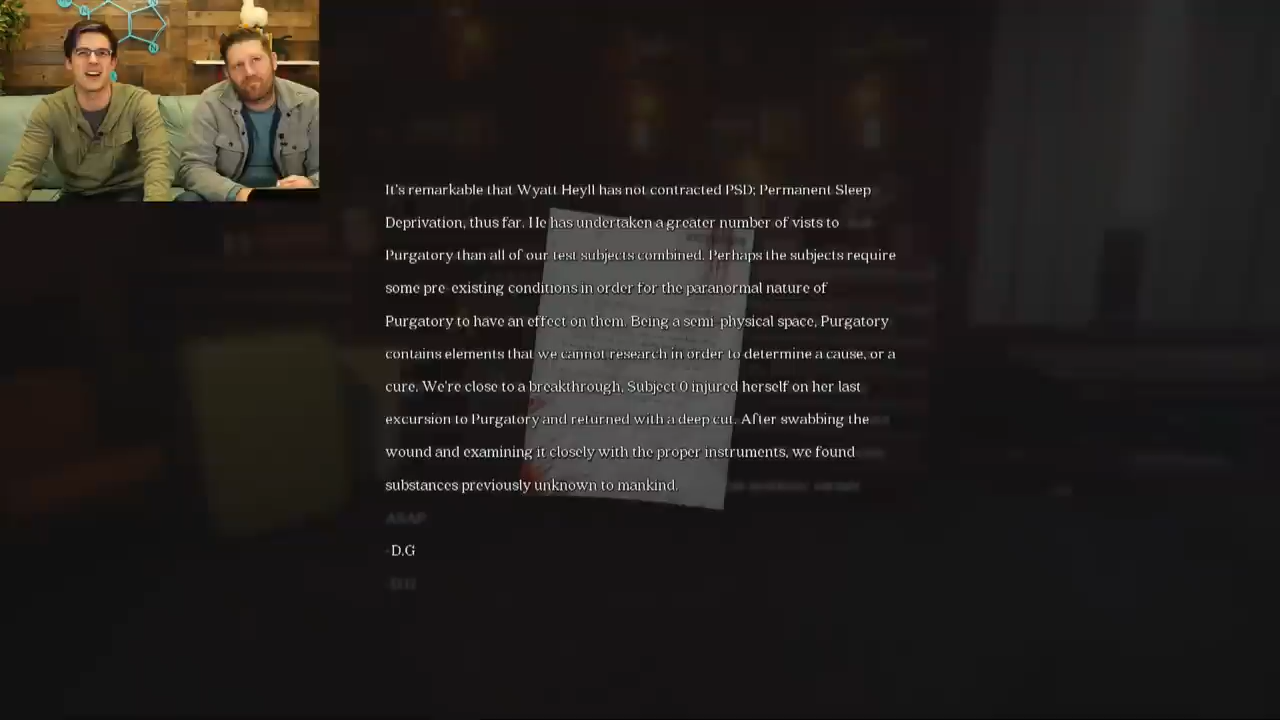 It's remarkable that Wyatt Heyll has not contracted PSD; Permanent Sleep
Deprivation, thus far. He has undertaken a greater number of vists to
Purgatory than all of our test subjects combined. Perhaps the subjects require
some pre-existing conditions in order for the paranormal nature of
Purgatory to have an effect on them. Being a semi-physical space, Purgatory
contains elements that we cannot research in order to determine a cause, or a
cure. We're close to a breakthrough, Subject 0 injured herself on her last
excursion to Purgatory and returned with a deep cut. After swabbing the
wound and examining it closely with the proper instruments, we found
substances previously unknown to mankind.
ASAP
-D.G